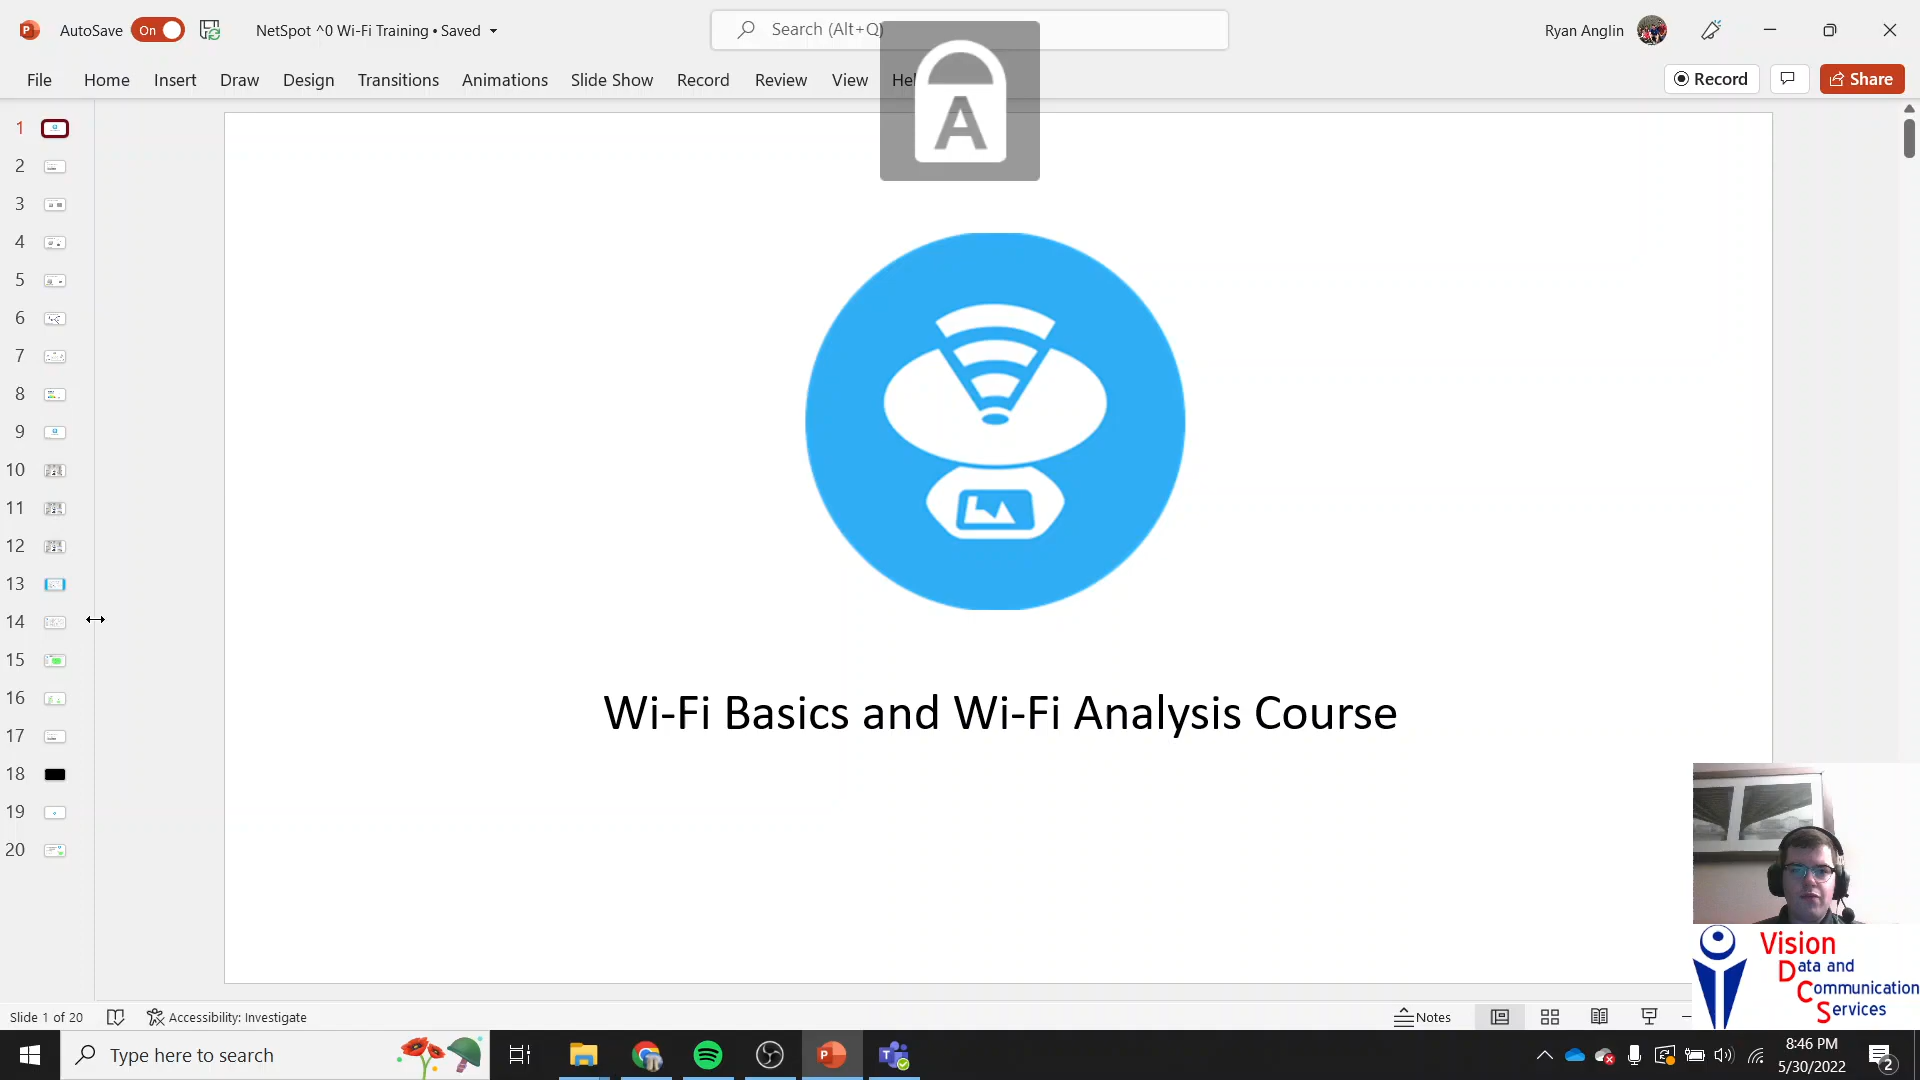 AutoSave On NetSpot ^0 Wi-Fi Training • Saved Search (Alt+Q) Ryan Anglin
File Home Insert Draw Design Transitions Animations Slide Show Record Review View Hel Record Share
A
1
2
3
4
5
6
7
8
9
10
11
12
13
14
15
16
17
18
19
20
Wi-Fi Basics and Wi-Fi Analysis Course
Vision
Data and
Communication
Services
Slide 1 of 20 Accessibility: Investigate Notes
Type here to search
8:46 PM
5/30/2022
2